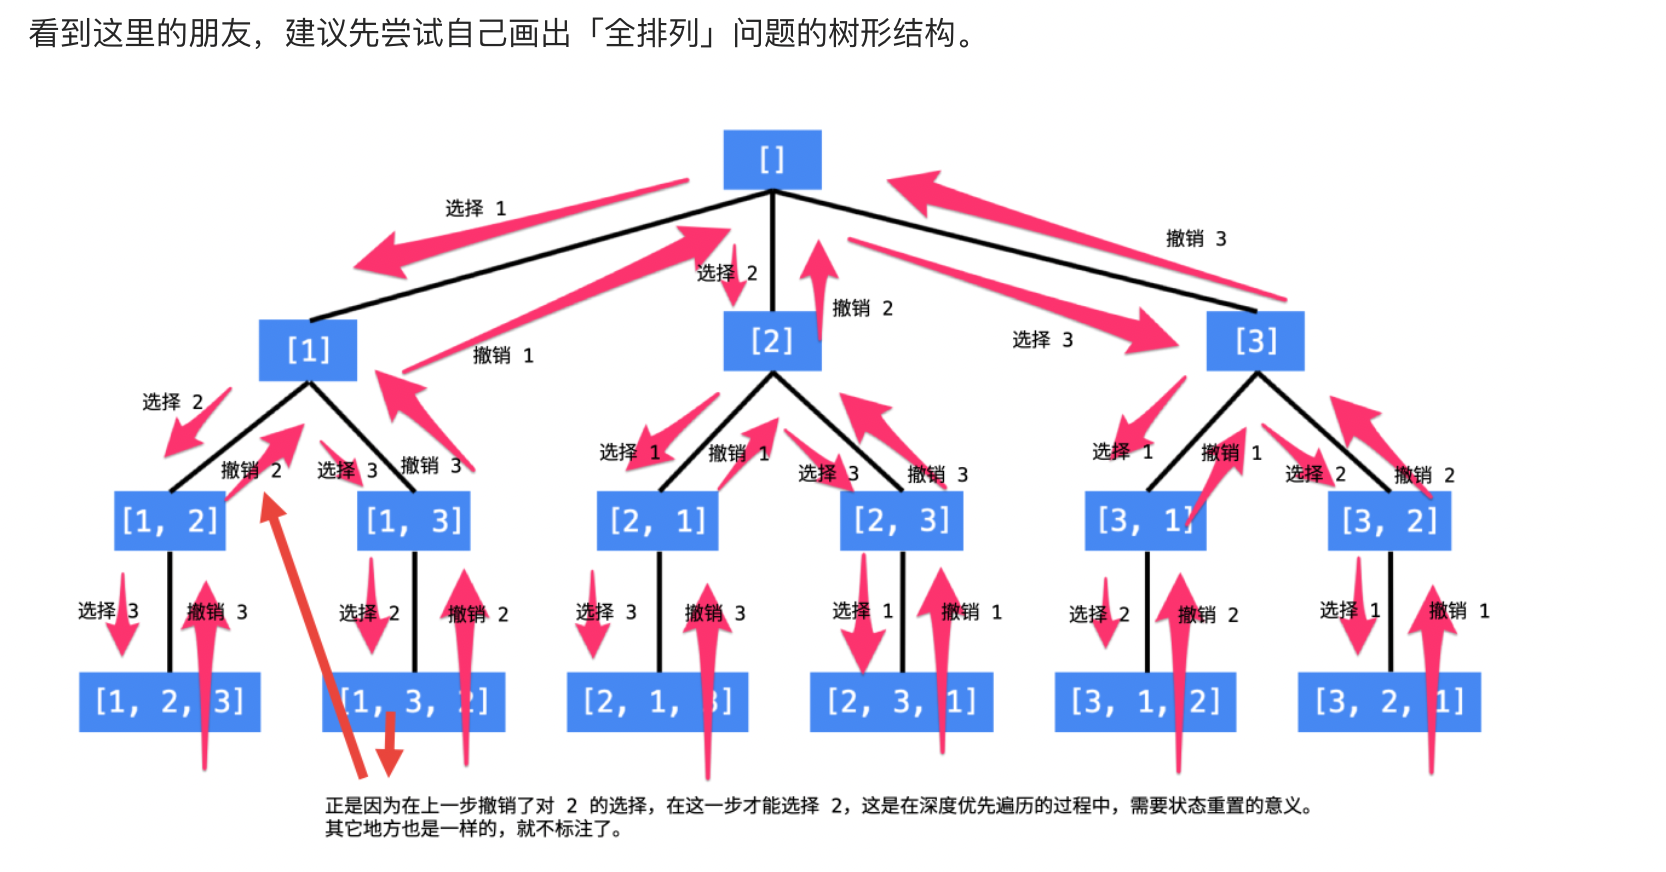 看到这里的朋友，建议先尝试自己画出「全排列」问题的树形结构。
[]
选择 1
撤销 3
选择 2
撤销 2
选择 3
撤销 1
[1]
[2]
[3]
选择 2
撤销 2
选择 3
撤销 3
选择 1
撤销 1
选择 3
撤销 3
选择 1
撤销 1
选择 2
撤销 2
[1, 2]
[1, 3]
[2, 1]
[2, 3]
[3, 1]
[3, 2]
选择 3
撤销 3
选择 2
撤销 2
选择 3
撤销 3
选择 1
撤销 1
选择 2
撤销 2
选择 1
撤销 1
[1, 2, 3]
[1, 3, 2]
[2, 1, 3]
[2, 3, 1]
[3, 1, 2]
[3, 2, 1]
正是因为在上一步撤销了对 2 的选择，在这一步才能选择 2，这是在深度优先遍历的过程中，需要状态重置的意义。
其它地方也是一样的，就不标注了。